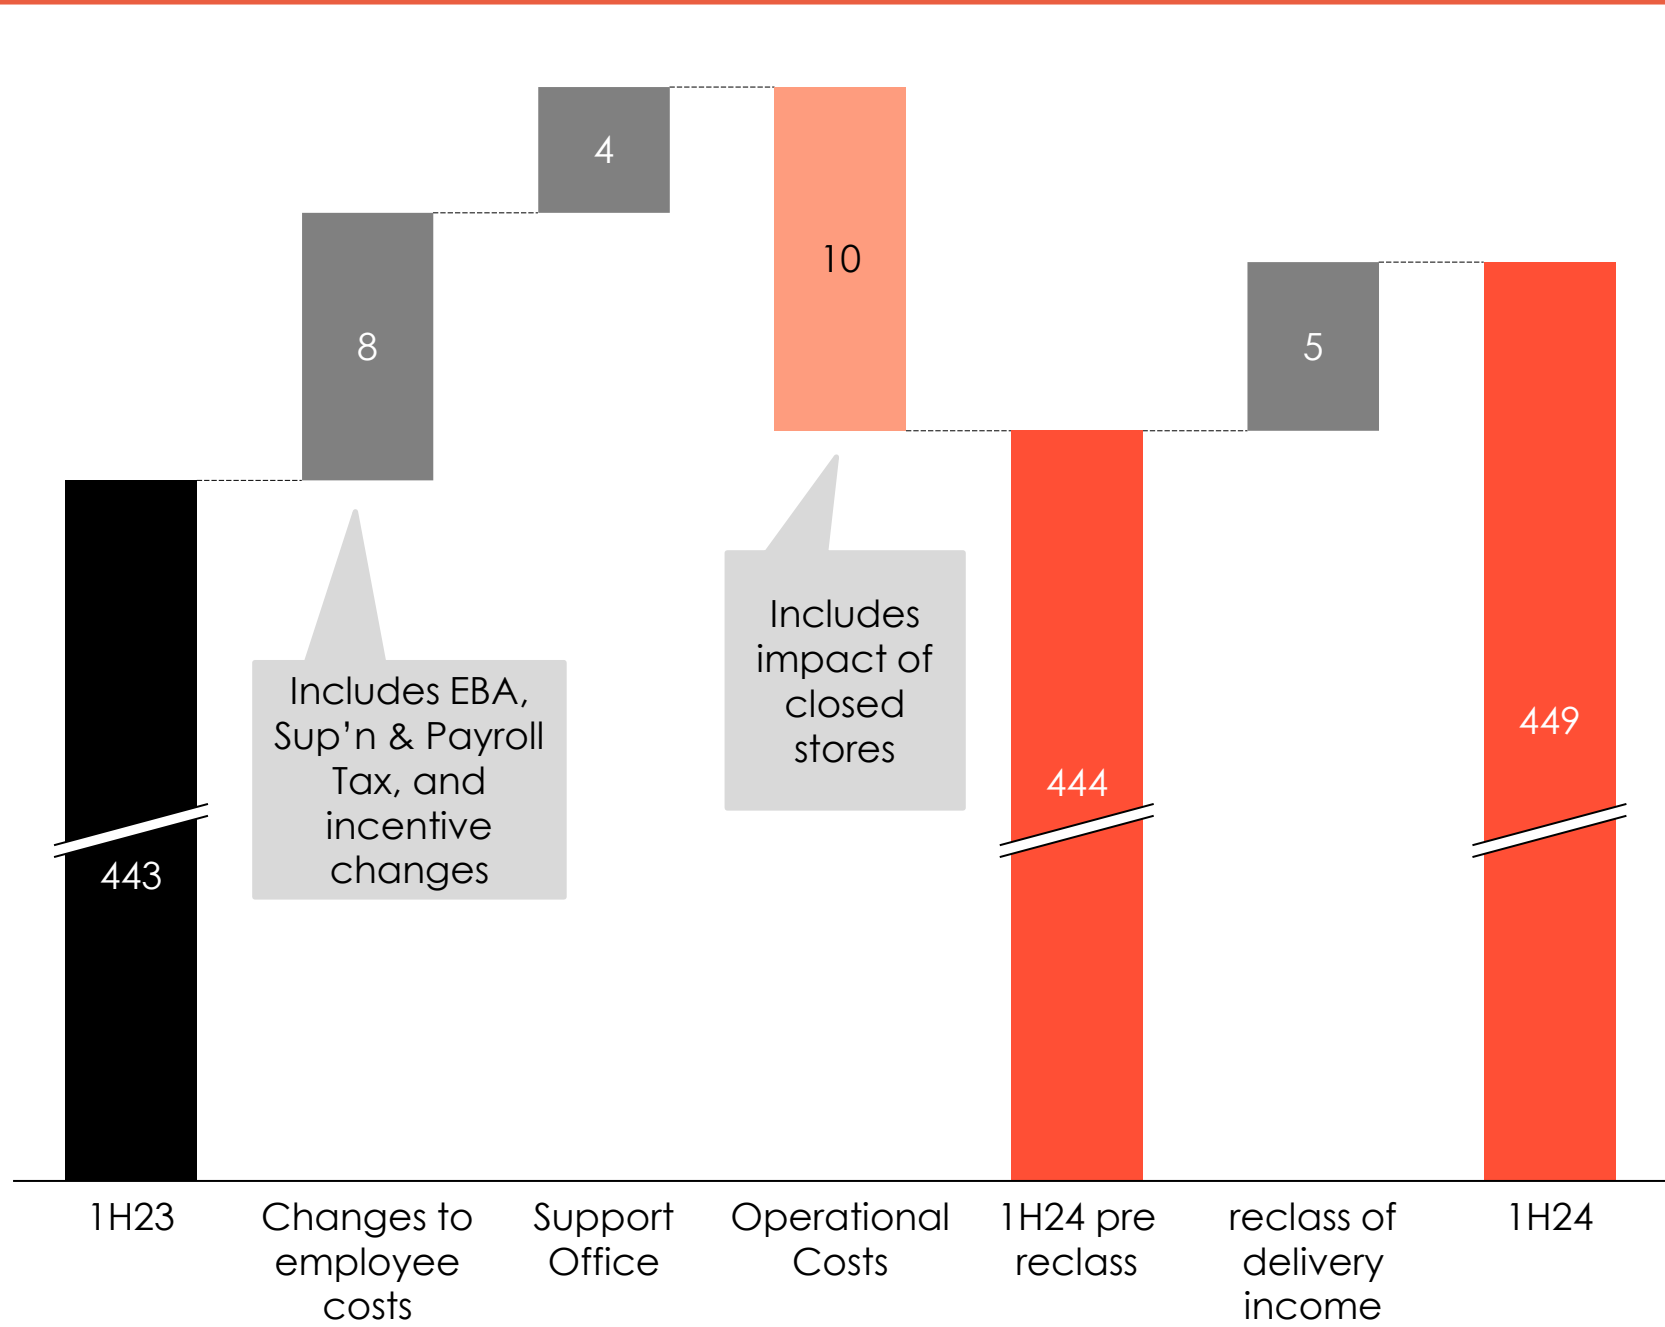 4
10
8
5
Includes
impact of
closed
stores
Includes EBA,
Sup’n & Payroll
Tax, and
incentive
changes
449
444
443
1H23
Changes to
employee
costs
Support
Office
Operational
Costs
1H24 pre
reclass
reclass of
delivery
income
1H24